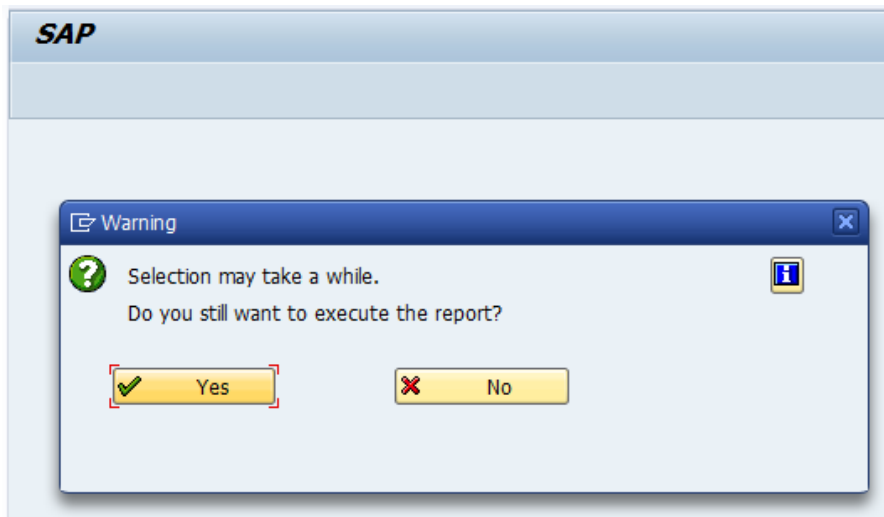 SAP
Warning
Selection may take a while.
Do you still want to execute the report?
Yes No